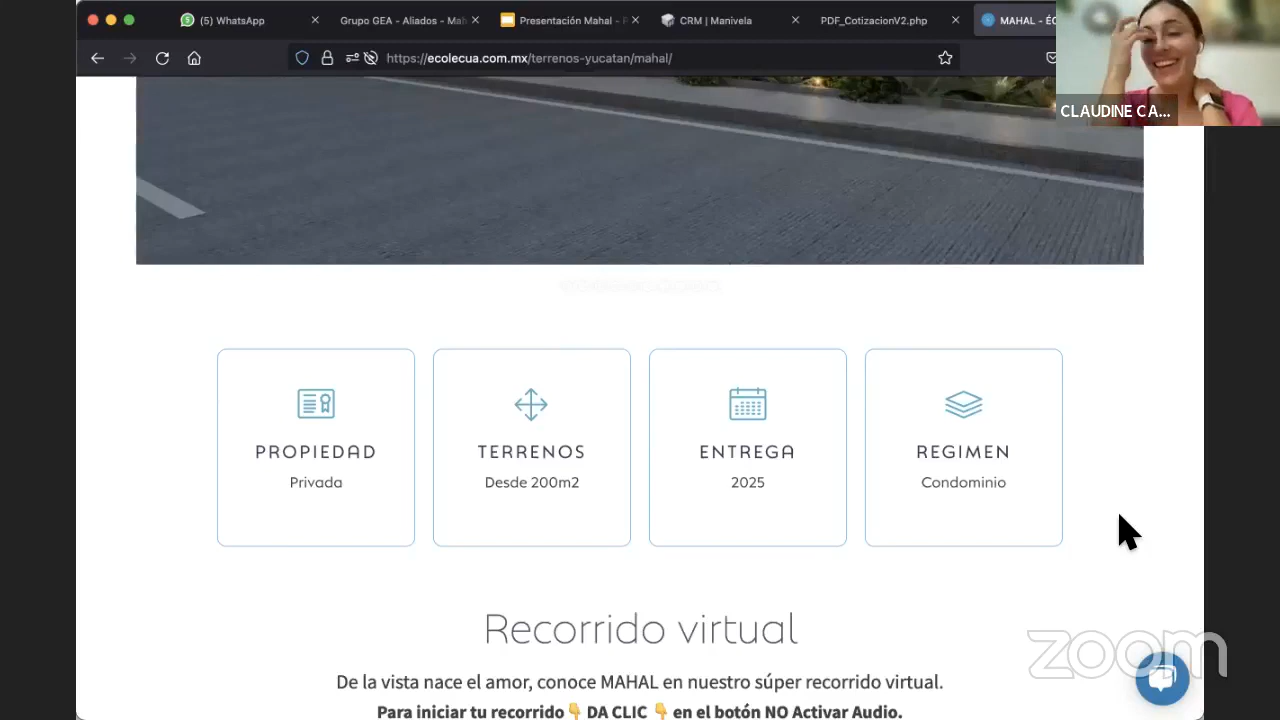 (5) WhatsApp
Grupo GEA - Aliados - Mah
Presentación Mahal -
CRM | Manivela
PDF_CotizacionV2.php
MAHAL - ÉC
https://ecolecua.com.mx/terrenos-yucatan/mahal/
CLAUDINE CA...
PROPIEDAD
Privada
TERRENOS
Desde 200m2
ENTREGA
2025
REGIMEN
Condominio
Recorrido virtual
De la vista nace el amor, conoce MAHAL en nuestro súper recorrido virtual.
Para iniciar tu recorrido👇 DA CLIC 👇 en el botón NO Activar Audio.
zoom